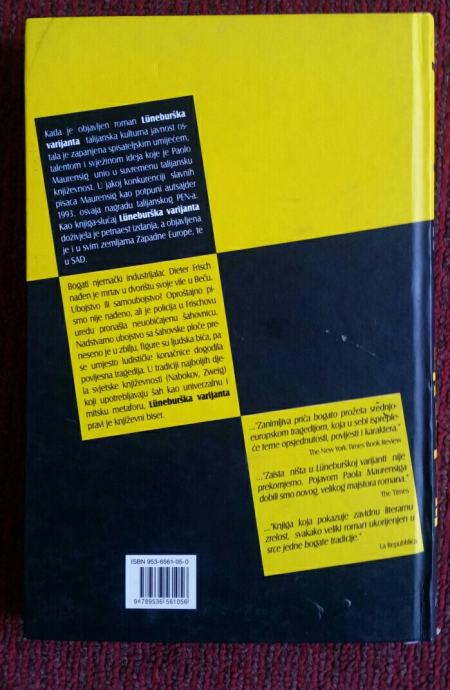 Kada je objavljen roman Lüneburška
varijanta talijanska kulturna javnost os-
tala je zapanjena spisateljskim umijećem,
talentom i svježinom ideja koje je Paolo
Maurensig unio u suvremenu talijansku
književnost. U jakoj konkurenciji slavnih
pisaca Maurensig kao potpuni autsajder
1993. osvaja nagradu talijanskog PEN-a.
Kao knjiga-slučaj Lüneburška varijanta
doživjela je petnaest izdanja, a objavljena
je i u svim zemljama Zapadne Europe, te
u SAD.
Bogati njemački industrijalac Dieter Frisch
nađen je mrtav u dvorištu svoje vile u Beču.
Ubojstvo ili samoubojstvo? Oproštajno pi-
smo nije nađeno, ali je policija u Frischovu
uredu pronašla neuobičajenu šahovnicu.
Nadstvarno ubojstvo sa šahovske ploče pre-
neseno je u zbilju, figure su ljudska bića, pa
se umjesto ludističke konačnice dogodila
povijesna tragedija. U tradiciji najboljih dje-
la svjetske književnosti (Nabokov, Zweig)
koji upotrebljavaju šah kao univerzalnu i
mitsku metaforu, Lüneburška varijanta
pravi je književni biser.
..."Zanimljiva priča bogato prožeta srednjo-
europskom tragedijom, koja u sebi isprepleć-
će teme opsjednutosti, povijesti i karaktera."
The New York Times Book Review
..."Zaista ništa u Lüneburškoj varijanti nije
prekomjerno. Pojavom Paola Maurensiga
dobili smo novog, velikog majstora romana."
The Times
..."Knjiga koja pokazuje zavidnu literarnu
zrelost, svakako veliki roman ukorijenjen u
srce jedne bogate tradicije."
La Repubblica
ISBN 953-6561-05-0
9 789536 561056